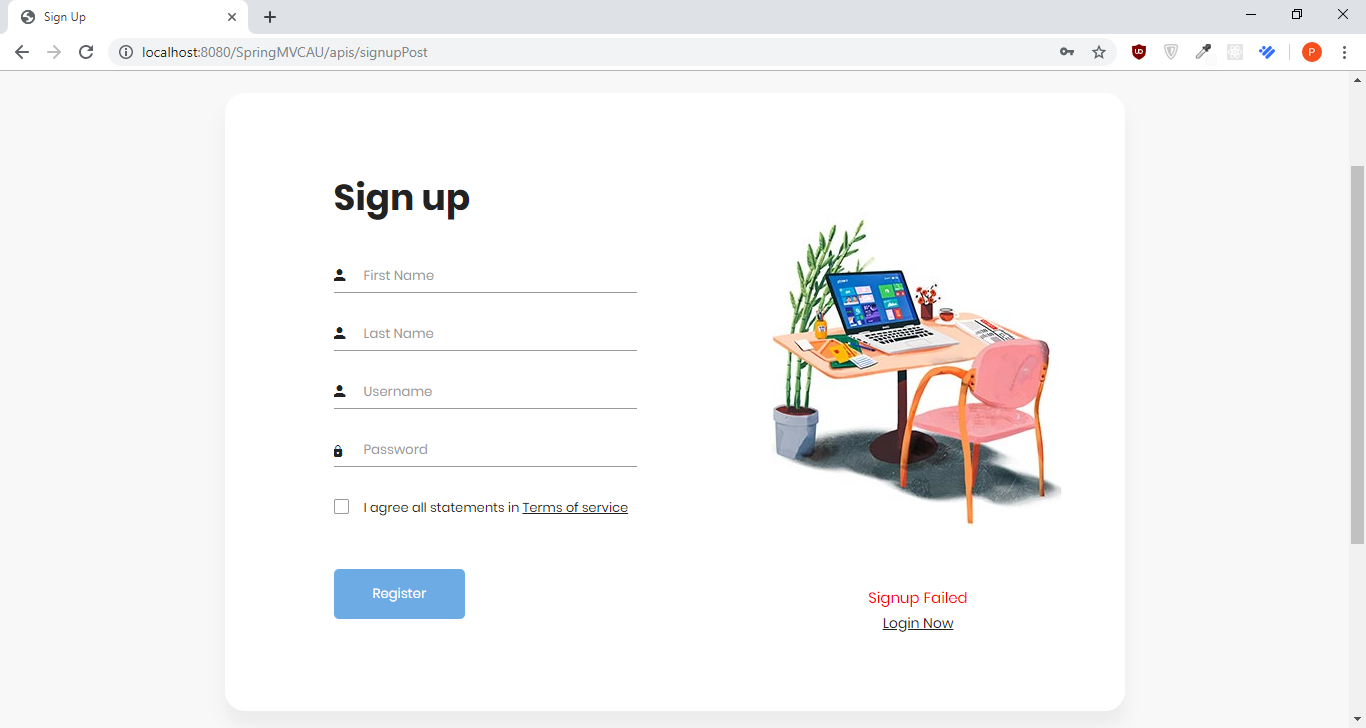 Sign Up
localhost:8080/SpringMVCAU/apis/signupPost
P
Sign up
First Name
Last Name
Username
Password
I agree all statements in Terms of service
Register
Signup Failed
Login Now